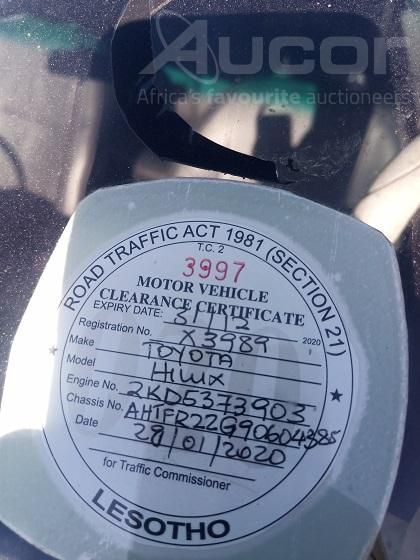 Aucor
Africa's favourite auctioneers
ROAD TRAFFIC ACT 1981 (SECTION 21)
T.C. 2
3997
MOTOR VEHICLE
CLEARANCE CERTIFICATE
EXPIRY DATE: 31/12 2020
Registration No. X3989
Make TOYOTA
Model HILUX
Engine No. 2KD5373903
Chassis No. AHTFR22G90604385
Date 28/01/2020
for Traffic Commissioner
LESOTHO